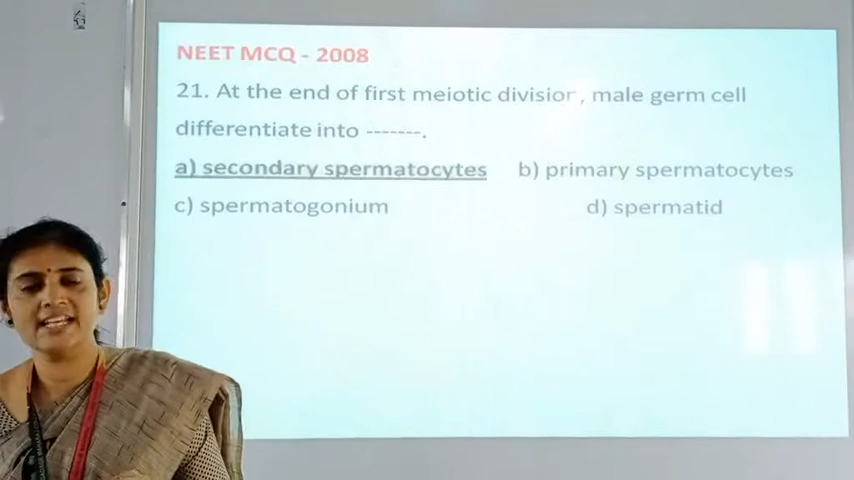 NEET MCQ - 2008
21. At the end of first meiotic division, male germ cell
differentiate into -------.
a) secondary spermatocytes b) primary spermatocytes
c) spermatogonium d) spermatid